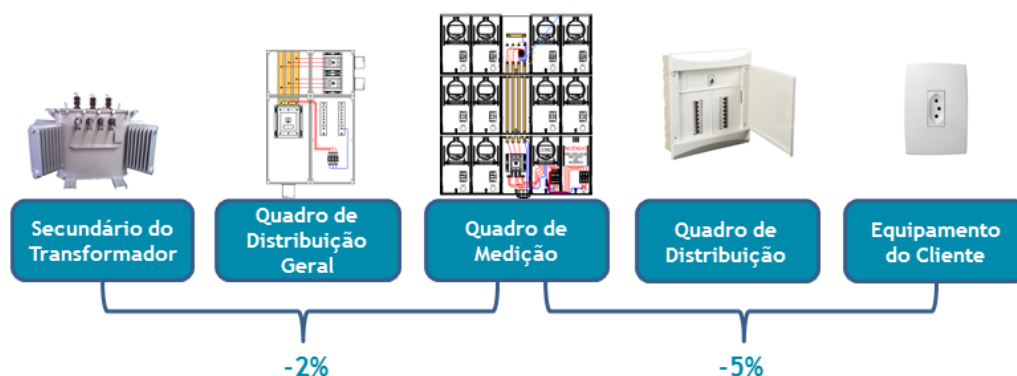 Secundário do
Transformador
Quadro de
Distribuição
Geral
Quadro de
Medição
Quadro de
Distribuição
Equipamento
do Cliente
-2%
-5%